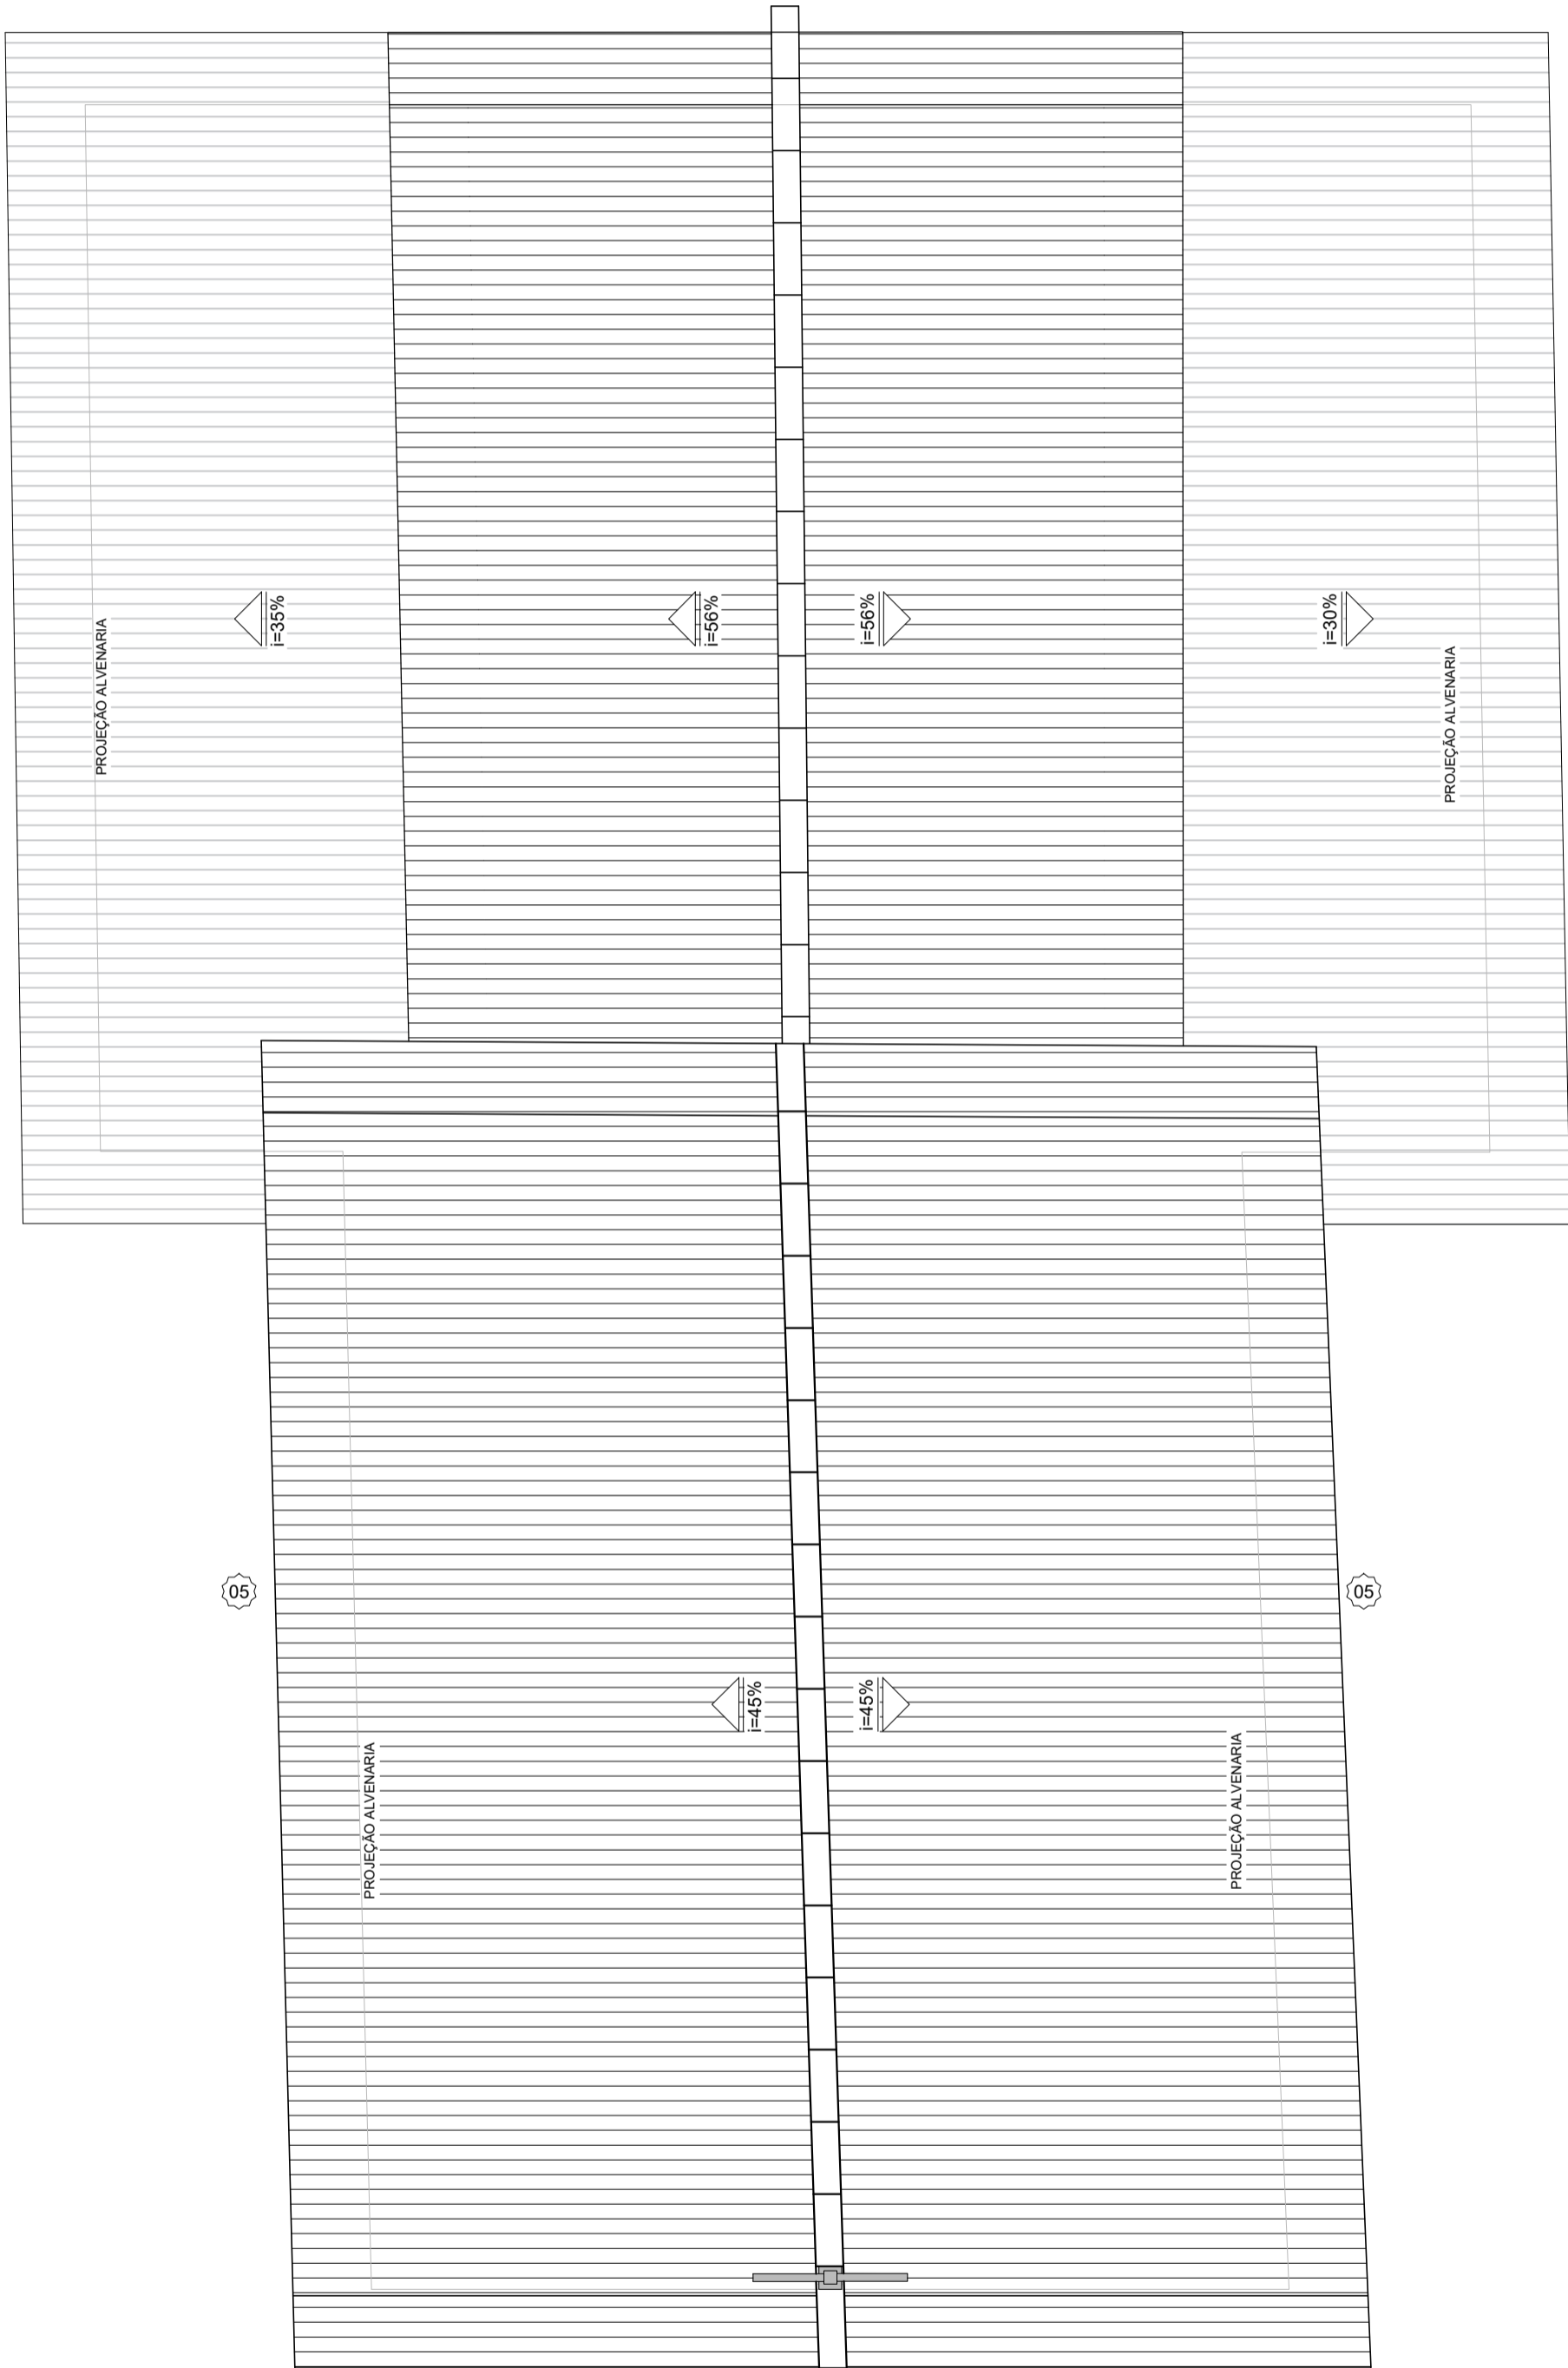 i=35%
i=56%
i=56%
i=30%
PROJEÇÃO ALVENARIA
PROJEÇÃO ALVENARIA
05
05
i=45%
i=45%
PROJEÇÃO ALVENARIA
PROJEÇÃO ALVENARIA